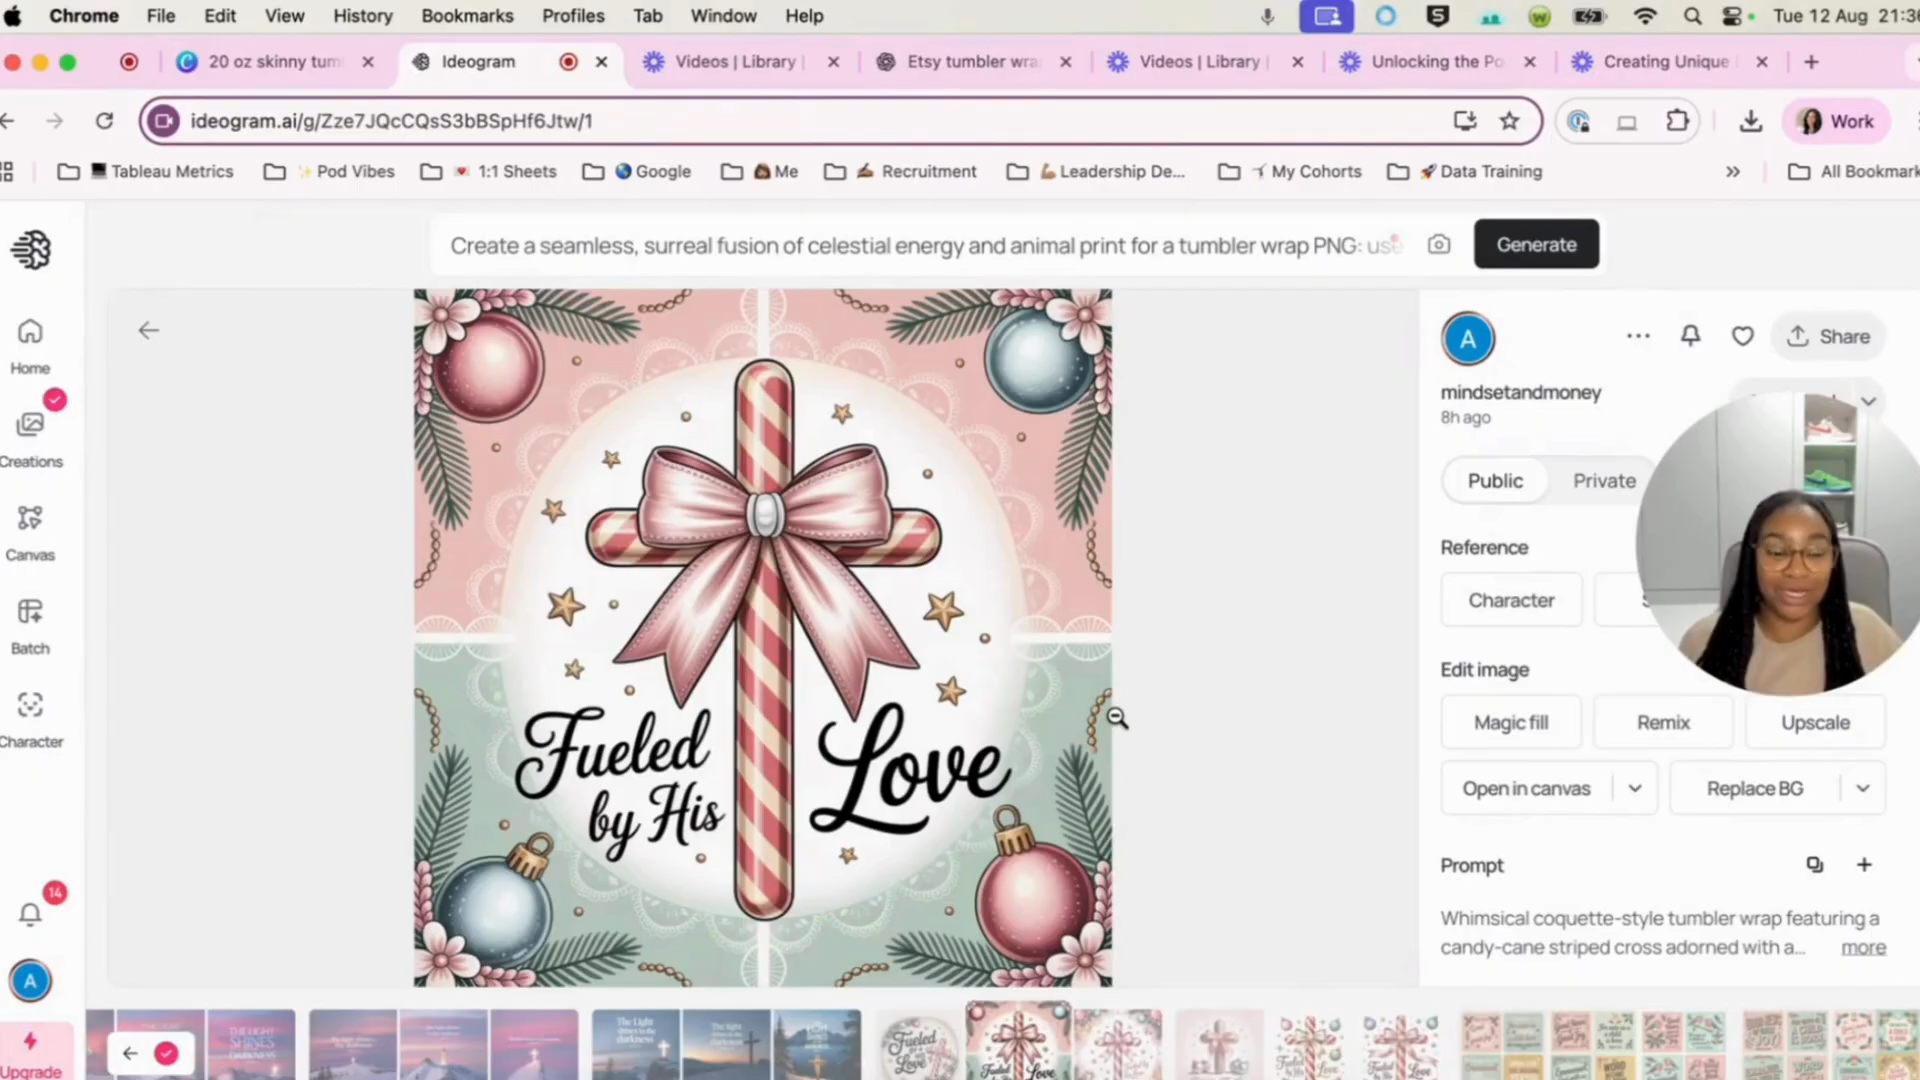 Chrome File Edit View History Bookmarks Profiles Tab Window Help Tue 12 Aug
20 oz skinny tum Ideogram Videos | Library | Etsy tumbler wra Videos | Library | Unlocking the Po Creating Unique
ideogram.ai/g/Zze7JQcCQsS3bBSpHf6Jtw/1 Work
Tableau Metrics Pod Vibes 1:1 Sheets Google Me Recruitment Leadership De... My Cohorts Data Training » All Bookmark
Create a seamless, surreal fusion of celestial energy and animal print for a tumbler wrap PNG: use Generate
Home
Creations
Canvas
Batch
Character
14
A
Upgrade
Fueled
by His
Love
A Share
mindsetandmoney
8h ago
Public Private
Reference
Character
Edit image
Magic fill Remix Upscale
Open in canvas Replace BG
Prompt
Whimsical coquette-style tumbler wrap featuring a
candy-cane striped cross adorned with a... more